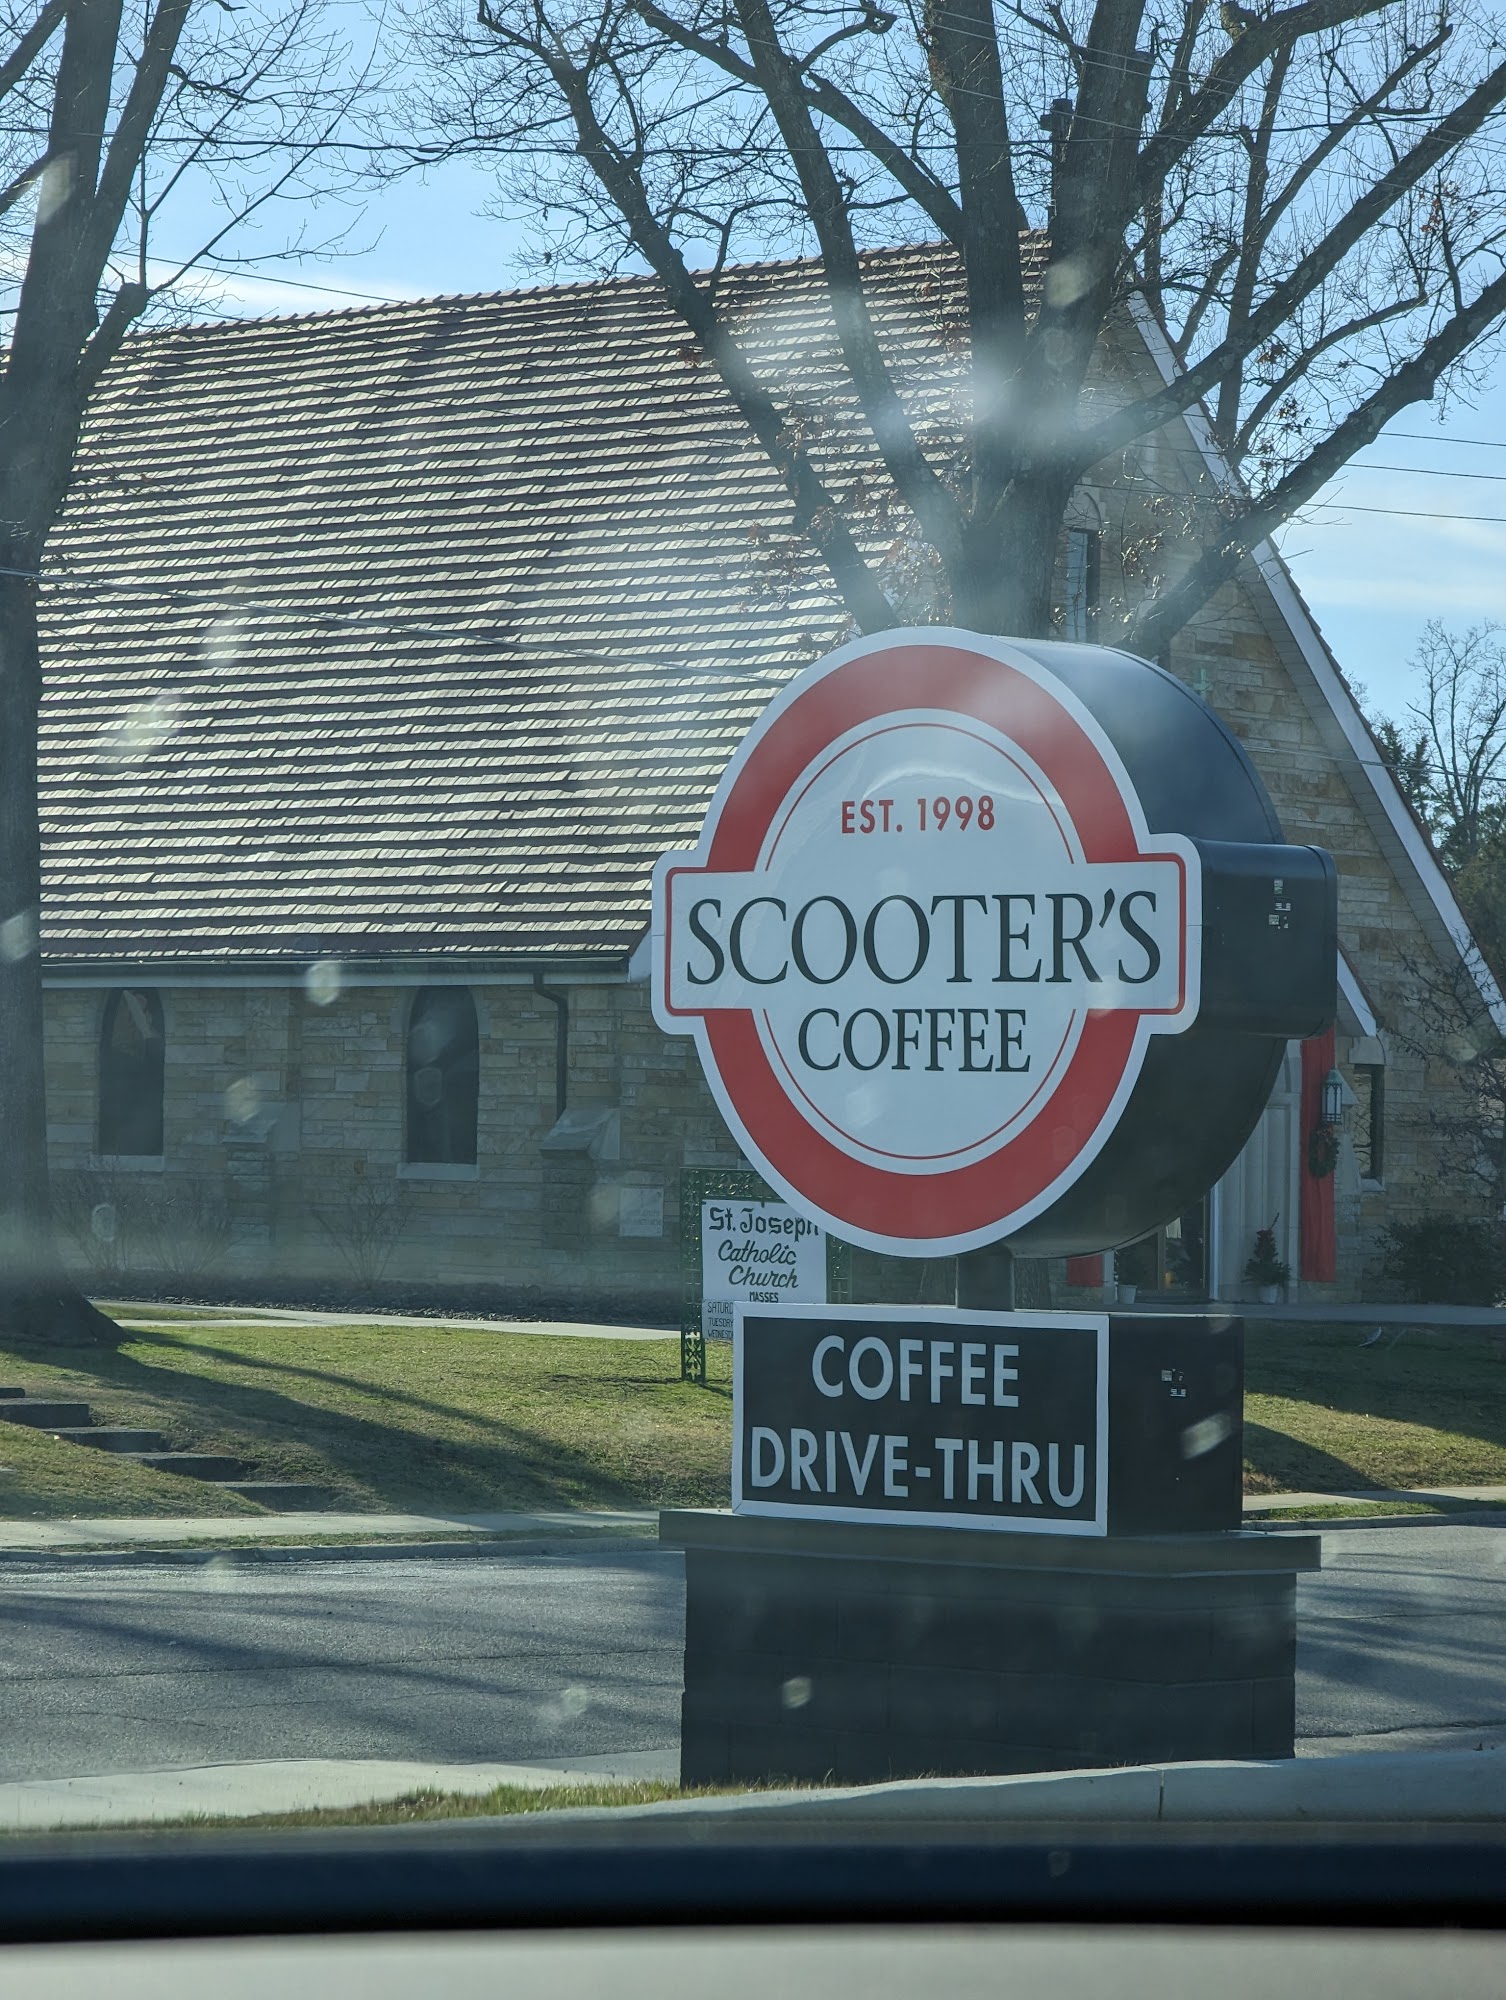 EST. 1998
SCOOTER'S
COFFEE
St. Joseph
Catholic
Church
MASSES
COFFEE
DRIVE-THRU